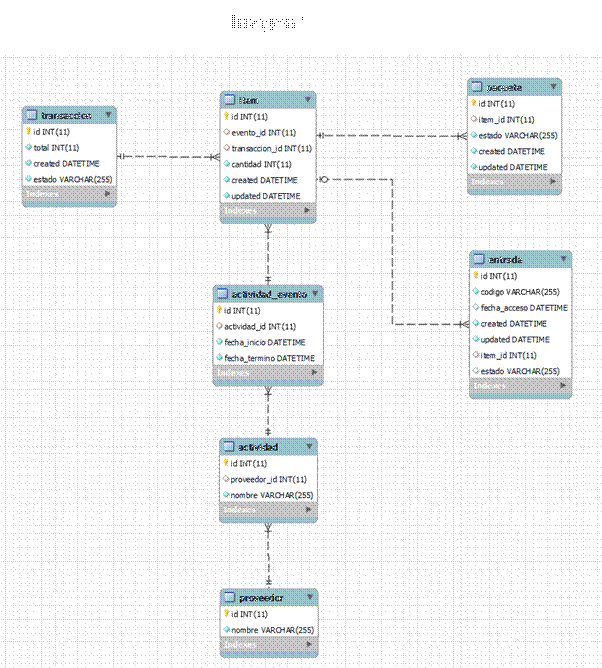 transaccion
id INT(11)
total INT(11)
created DATETIME
estado VARCHAR(255)
Indexes
item
id INT(11)
evento_id INT(11)
transaccion_id INT(11)
cantidad INT(11)
created DATETIME
updated DATETIME
Indexes
id INT(11)
item_id INT(11)
estado VARCHAR(255)
created DATETIME
updated DATETIME
Indexes
entrada
id INT(11)
codigo VARCHAR(255)
fecha_acceso DATETIME
created DATETIME
updated DATETIME
item_id INT(11)
estado VARCHAR(255)
Indexes
actividad_evento
id INT(11)
actividad_id INT(11)
fecha_inicio DATETIME
fecha_termino DATETIME
Indexes
actividad
id INT(11)
proveedor_id INT(11)
nombre VARCHAR(255)
Indexes
proveedor
id INT(11)
nombre VARCHAR(255)
Indexes